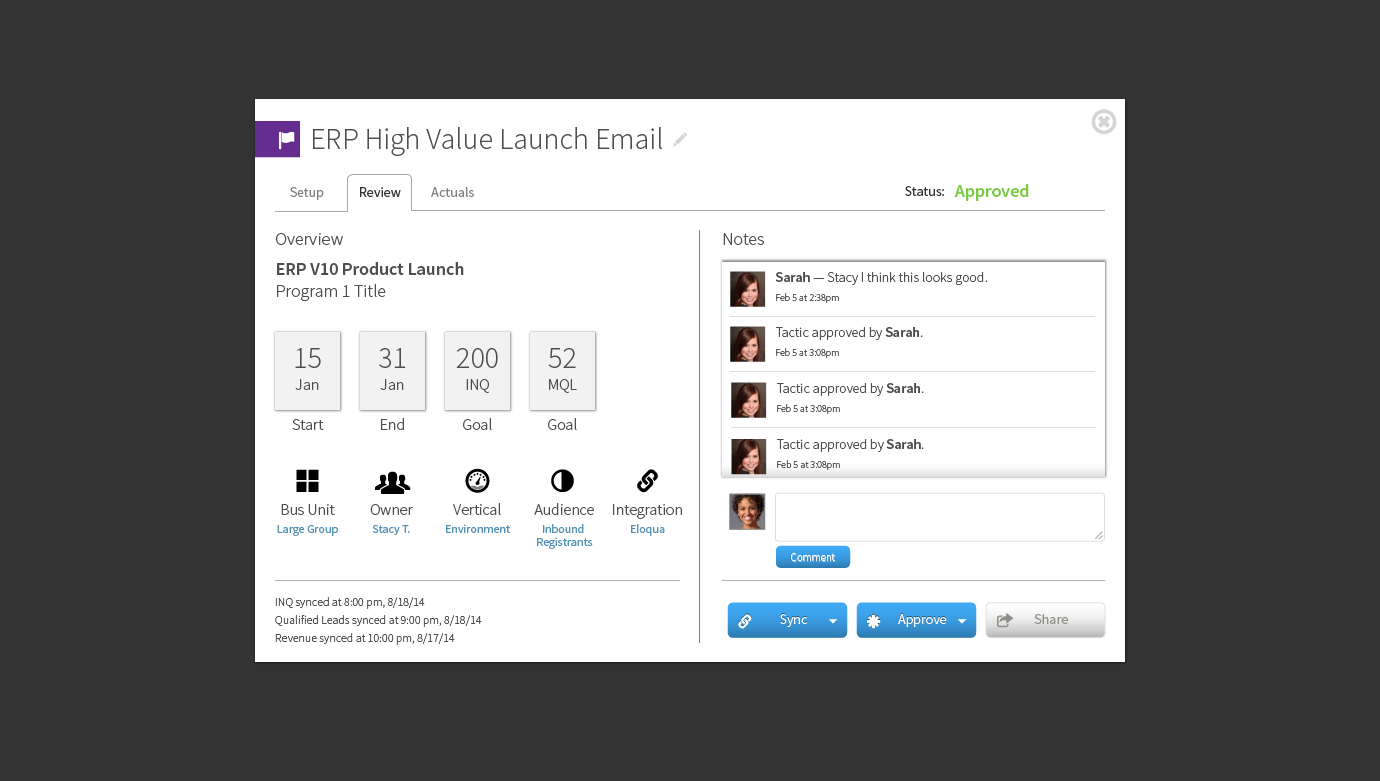 ERP High Value Launch Email
Setup
Review
Actuals
Status: Approved
Overview
ERP V10 Product Launch
Program 1 Title
15
Jan
Start
31
Jan
End
200
INQ
Goal
52
MQL
Goal
Bus Unit
Large Group
Owner
Stacy T.
Vertical
Environment
Audience
Inbound
Registrants
Integration
Eloqua
INQ synced at 8:00 pm, 8/18/14
Qualified Leads synced at 9:00 pm, 8/18/14
Revenue synced at 10:00 pm, 8/17/14
Notes
Sarah — Stacy I think this looks good.
Feb 5 at 2:38pm
Tactic approved by Sarah.
Feb 5 at 3:08pm
Tactic approved by Sarah.
Feb 5 at 3:08pm
Tactic approved by Sarah.
Feb 5 at 3:08pm
Comment
Sync
Approve
Share